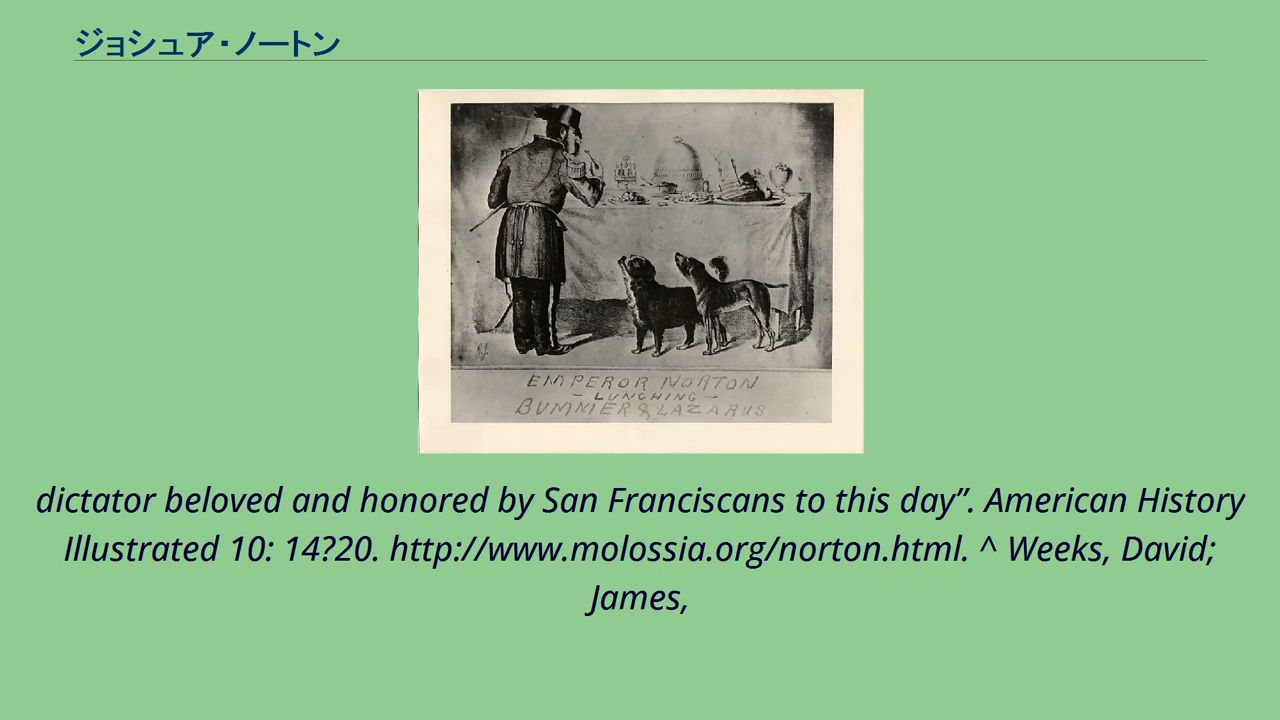 ジョシュア・ノートン
EMPEROR NORTON
- LUNCHING -
BUMMER & LAZARUS
dictator beloved and honored by San Franciscans to this day”. American History
Illustrated 10: 14?20. http://www.molossia.org/norton.html. ^ Weeks, David;
James,